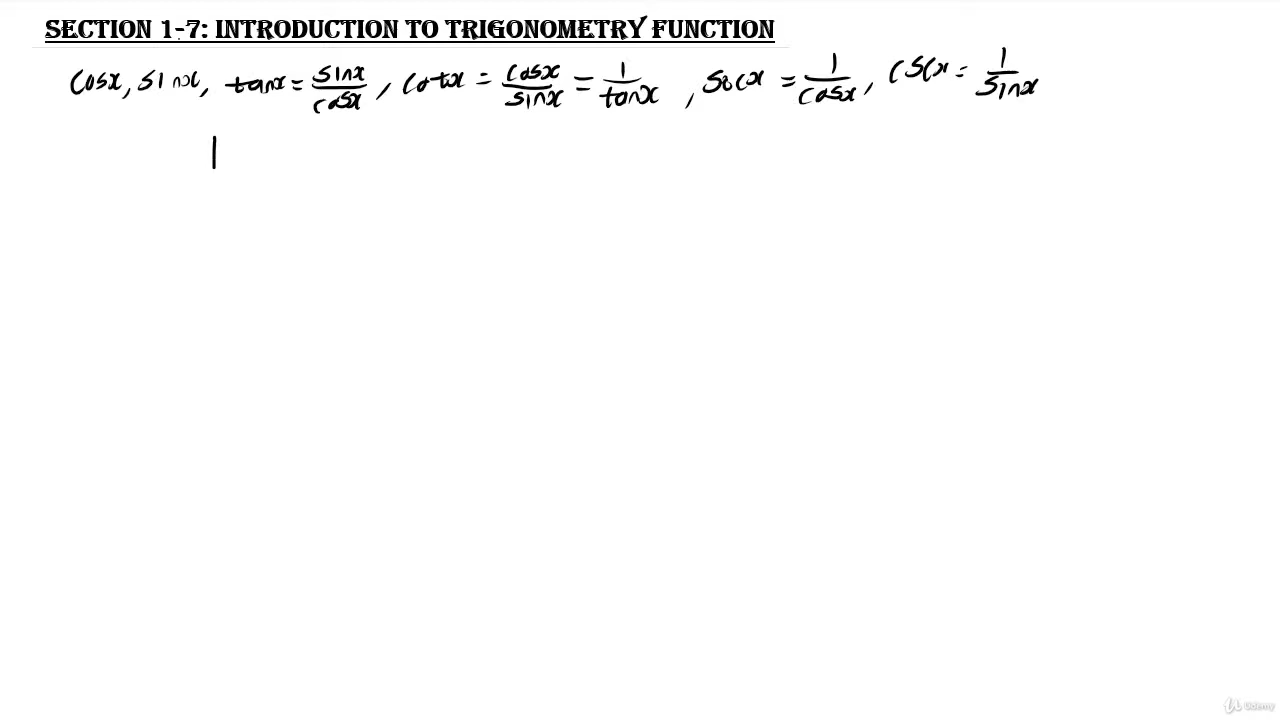 SECTION 1-7: INTRODUCTION TO TRIGONOMETRY FUNCTION
cosx, sinx, tanx = sinx/cosx, cotx = cosx/sinx = 1/tanx, secx = 1/cosx, cscx = 1/sinx
Udemy